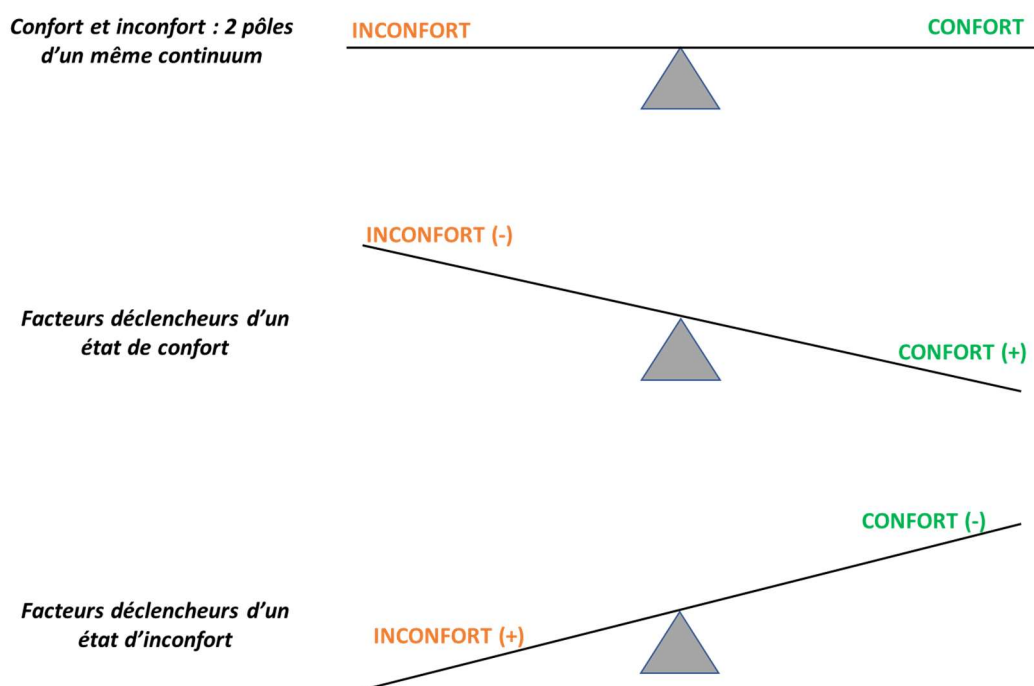 Confort et inconfort : 2 pôles
d’un même continuum
INCONFORT
CONFORT
INCONFORT (-)
Facteurs déclencheurs d’un
état de confort
CONFORT (+)
CONFORT (-)
Facteurs déclencheurs d’un
état d’inconfort
INCONFORT (+)